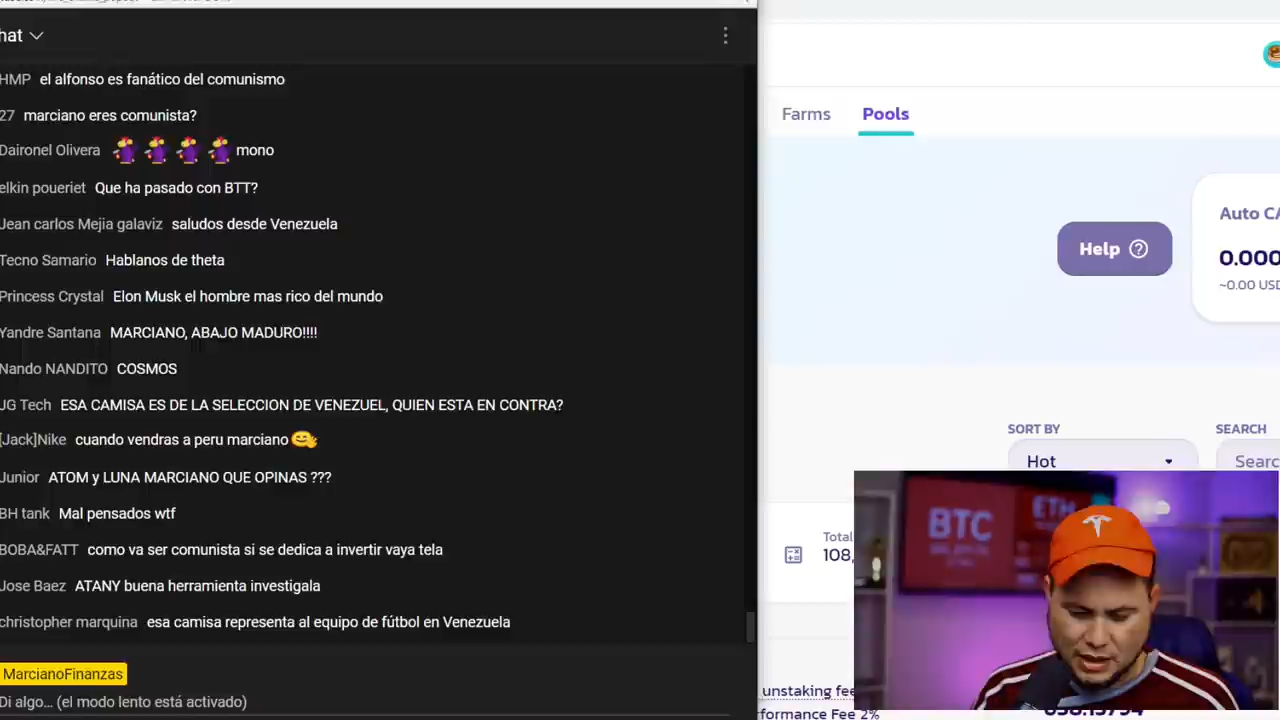 hat
HMP el alfonso es fanático del comunismo
27 marciano eres comunista?
Daironel Olivera mono
elkin poueriet Que ha pasado con BTT?
Jean carlos Mejia galaviz saludos desde Venezuela
Tecno Samario Hablanos de theta
Princess Crystal Elon Musk el hombre mas rico del mundo
Yandre Santana MARCIANO, ABAJO MADURO!!!!
Nando NANDITO COSMOS
JG Tech ESA CAMISA ES DE LA SELECCION DE VENEZUEL, QUIEN ESTA EN CONTRA?
[Jack]Nike cuando vendras a peru marciano
Junior ATOM y LUNA MARCIANO QUE OPINAS ???
BH tank Mal pensados wtf
BOBA&FATT como va ser comunista si se dedica a invertir vaya tela
Jose Baez ATANY buena herramienta investigala
christopher marquina esa camisa representa al equipo de fútbol en Venezuela
MarcianoFinanzas
Di algo... (el modo lento está activado)
Farms Pools
Help
Auto CA
0.000
~0.00 USD
SORT BY
Hot
SEARCH
Searc
Total
108,
BTC
ETH
unstaking fee
rformance Fee 2%